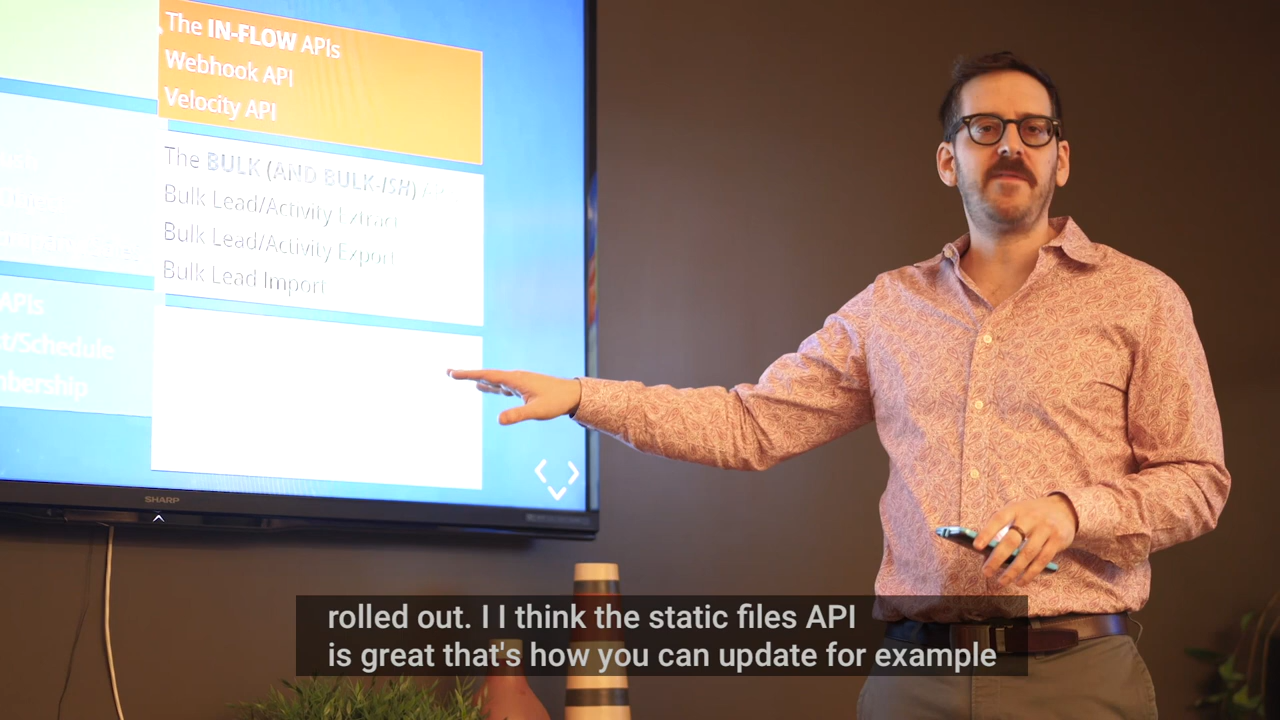 The IN-FLOW APIs
Webhook API
Velocity API
The BULK (AND BULK-ISH)
Bulk Lead/Activity Extract
Bulk Lead/Activity Export
Bulk Lead Import
APIs
t/Schedule
bership
SHARP
rolled out. I I think the static files API
is great that's how you can update for example